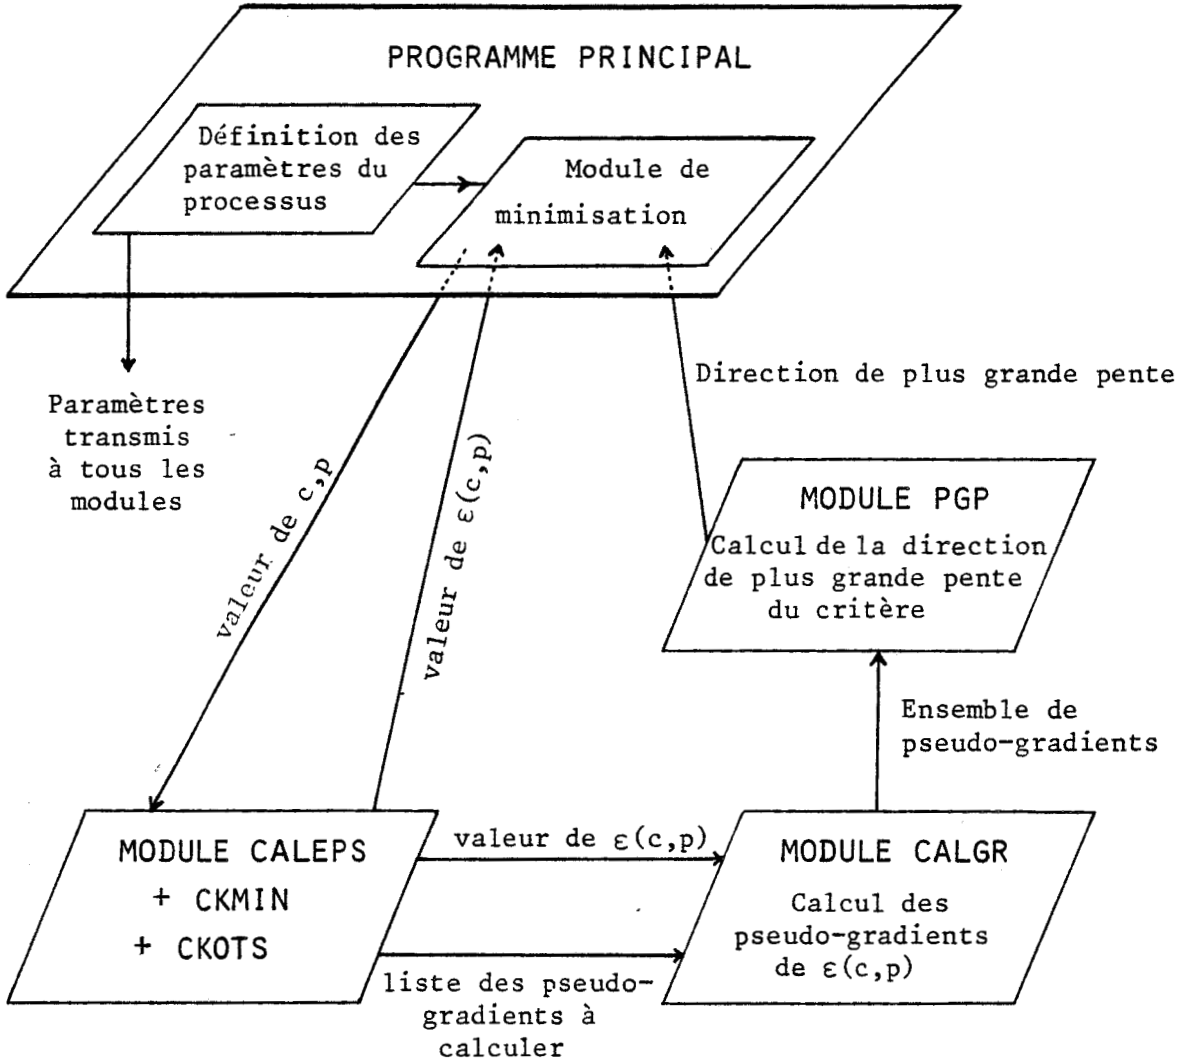 PROGRAMME PRINCIPAL
Définition des
paramètres du
processus
Module de
minimisation
Direction de plus grande pente
Paramètres
transmis
à tous les
modules
valeur de c,p
valeur de ε(c,p)
MODULE PGP
Calcul de la direction
de plus grande pente
du critère
Ensemble de
pseudo-gradients
MODULE CALEPS
+ CKMIN
+ CKOTS
valeur de ε(c,p)
liste des pseudo-
gradients à
calculer
MODULE CALGR
Calcul des
pseudo-gradients
de ε(c,p)